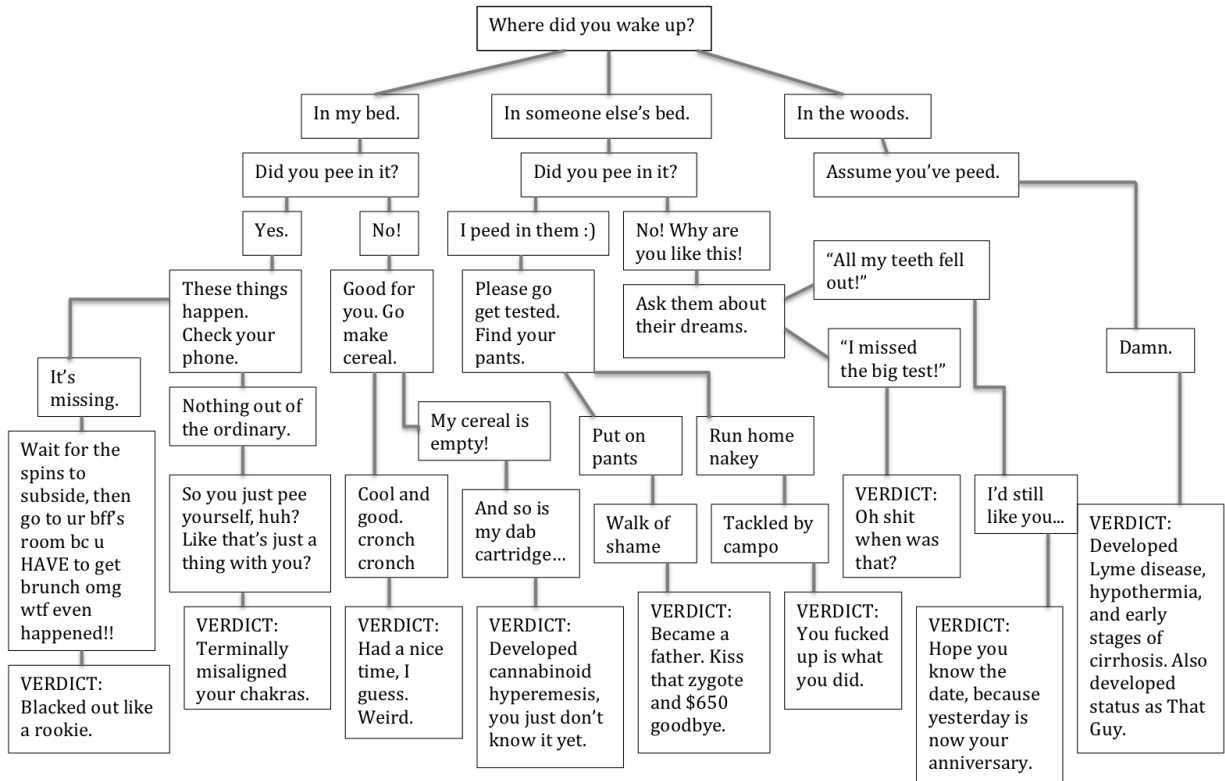 Where did you wake up?
In my bed.
In someone else's bed.
In the woods.
Did you pee in it?
Did you pee in it?
Assume you've peed.
Yes.
No!
I peed in them :)
No! Why are
you like this!
"All my teeth fell
out!"
These things
happen.
Check your
phone.
Good for
you. Go
make
cereal.
Please go
get tested.
Find your
pants.
Ask them about
their dreams.
"I missed
the big test!"
Damn.
It's
missing.
Nothing out of
the ordinary.
My cereal is
empty!
Put on
pants
Run home
nakey
Wait for the
spins to
subside, then
go to ur bff's
room bc u
HAVE to get
brunch omg
wtf even
happened!!
So you just pee
yourself, huh?
Like that's just a
thing with you?
Cool and
good.
cronch
cronch
And so is
my dab
cartridge...
Walk of
shame
Tackled by
campo
VERDICT:
Oh shit
when was
that?
I'd still
like you...
VERDICT:
Developed
Lyme disease,
hypothermia,
and early
stages of
cirrhosis. Also
developed
status as That
Guy.
VERDICT:
Blacked out like
a rookie.
VERDICT:
Terminally
misaligned
your chakras.
VERDICT:
Had a nice
time, I
guess.
Weird.
VERDICT:
Developed
cannabinoid
hyperemesis,
you just don't
know it yet.
VERDICT:
Became a
father. Kiss
that zygote
and $650
goodbye.
VERDICT:
You fucked
up is what
you did.
VERDICT:
Hope you
know the
date, because
yesterday is
now your
anniversary.